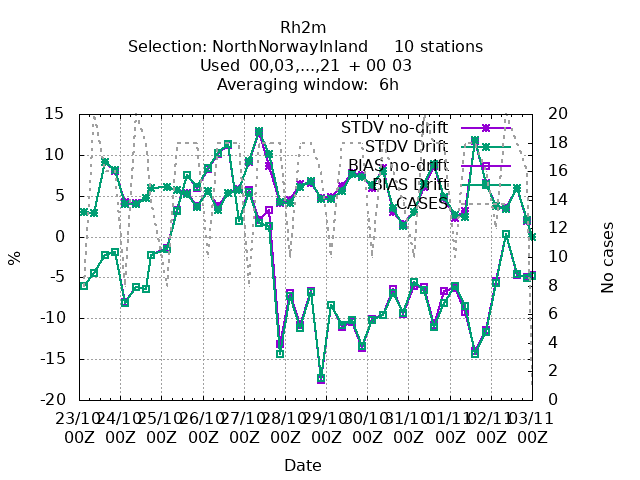 Rh2m
Selection: NorthNorwayInland 10 stations
Used 00,03,...,21 + 00 03
Averaging window: 6h
15 20
STDV no-drift
18
STDV Drift
10
16
BIAS no-drift
BIAS Drift
5
14
CASES
12
0
10
%
No cases
-5
8
6
-10
4
-15
2
-20 0
23/10 24/10 25/10 26/10 27/10 28/10 29/10 30/10 31/10 01/11 02/11 03/11
00Z 00Z 00Z 00Z 00Z 00Z 00Z 00Z 00Z 00Z 00Z 00Z
Date